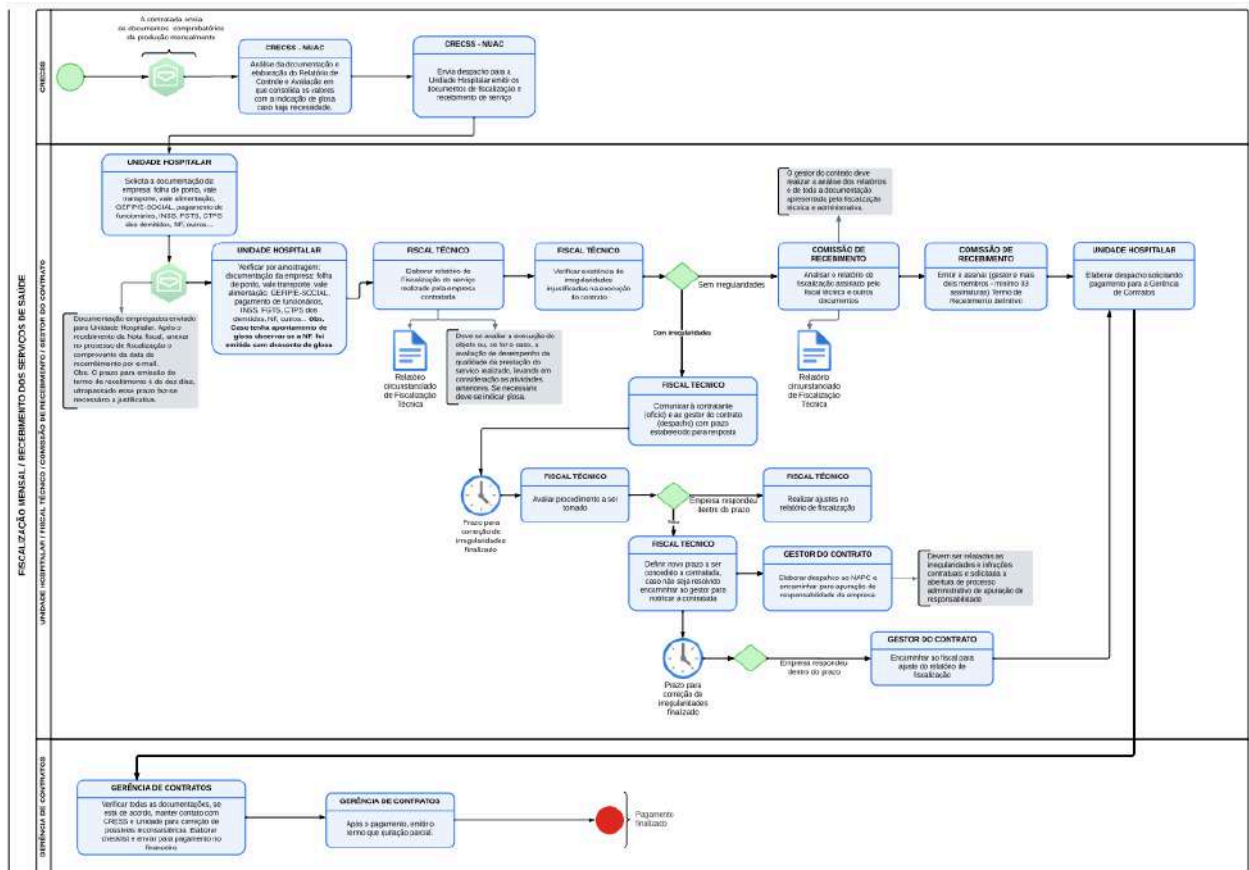 FISCALIZAÇÃO MENSAL / RECEBIMENTO DOS SERVICOS DE SAÚDE
CRECSS
A contratada envia
os documentos comprobatórios
da produção mensalmente
CRECSS - NUAC
Análise da documentação e
elaboração do Relatório de
Controle e Avaliação em
que consolida os valores
com a indicação de glosa
caso haja necessidade.
CRECSS - NUAC
Envia despacho para a
Unidade Hospitalar emitir os
documentos de fiscalização e
recebimento de serviço
UNIDADE HOSPITALAR / FISCAL TÉCNICO / COMISSÃO DE RECEBIMENTO / GESTOR DO CONTRATO
UNIDADE HOSPITALAR
Solicita a documentação da
empresa: folha de ponto, vale
transporte, vale alimentação,
GEFIP/E-SOCIAL, pagamento de
funcionários, INSS, FGTS, CTPS
dos demitidos, NF, outros...
Documentação empregados enviado
para Unidade Hospitalar. Após o
recebimento da Nota fiscal, anexar
no processo de fiscalização o
comprovante da data de
recebimento por e-mail.
Obs. O prazo para emissão do
termo de recebimento é de dez dias,
ultrapassado esse prazo faz-se
necessário a justificativa.
UNIDADE HOSPITALAR
Verificar por amostragem:
documentação da empresa: folha
de ponto, vale transporte, vale
alimentação, GEFIP/E-SOCIAL,
pagamento de funcionários,
INSS, FGTS, CTPS dos
demitidos, NF, outros... Obs.
Caso tenha apontamento de
glosa observar se a NF foi
emitida com desconto de glosa
FISCAL TÉCNICO
Elaborar relatório de
Fiscalização do serviço
realizado pela empresa
contratada
Relatório
circunstanciado
de Fiscalização
Técnica
Deve se avaliar a execução do
objeto ou, se for o caso, a
avaliação de desempenho da
qualidade da prestação do
serviço realizado, levando em
consideração as atividades
anteriores. Se necessário
deve se indicar glosa.
FISCAL TÉCNICO
Verificar existência de
irregularidades
injustificadas na execução
do contrato
Sem irregularidades
Com irregularidades
O gestor do contrato deve
realizar a análise dos relatórios
e de toda a documentação
apresentada pela fiscalização
técnica e administrativa.
COMISSÃO DE
RECEBIMENTO
Analisar o relatório de
fiscalização assinado pelo
fiscal técnico e outros
documentos
Relatório
circunstanciado
de Fiscalização
Técnica
COMISSÃO DE
RECEBIMENTO
Emitir e assinar (gestor e mais
dois membros - mínimo 03
assinaturas) Termo de
Recebimento definitivo
UNIDADE HOSPITALAR
Elaborar despacho solicitando
pagamento para a Gerência
de Contratos
FISCAL TÉCNICO
Comunicar à contratante
(ofício) e ao gestor do contrato
(despacho) com prazo
estabelecido para resposta
Prazo para
correção de
irregularidades
finalizado
FISCAL TÉCNICO
Avaliar procedimento a ser
tomado
Empresa respondeu
dentro do prazo
FISCAL TÉCNICO
Realizar ajustes no
relatório de fiscalização
FISCAL TÉCNICO
Definir novo prazo a ser
concedido a contratada,
caso não seja resolvido
encaminhar ao gestor para
notificar a contratada
GESTOR DO CONTRATO
Elaborar despacho ao NAPC e
encaminhar para apuração de
responsabilidade da empresa
Devem ser relatadas as
irregularidades e infrações
contratuais e solicitada a
abertura de processo
administrativo de apuração de
responsabilidade
Prazo para
correção de
irregularidades
finalizado
Empresa respondeu
dentro do prazo
GESTOR DO CONTRATO
Encaminhar ao fiscal para
ajuste do relatório de
fiscalização
GERÊNCIA DE CONTRATOS
GERÊNCIA DE CONTRATOS
Verificar todas as documentações, se
está de acordo, manter contato com
CRESS e Unidade para correção de
possíveis inconsistência. Elaborar
checklist e enviar para pagamento no
financeiro
GERÊNCIA DE CONTRATOS
Após o pagamento, emitir o
termo que quitação parcial.
Pagamento
finalizado